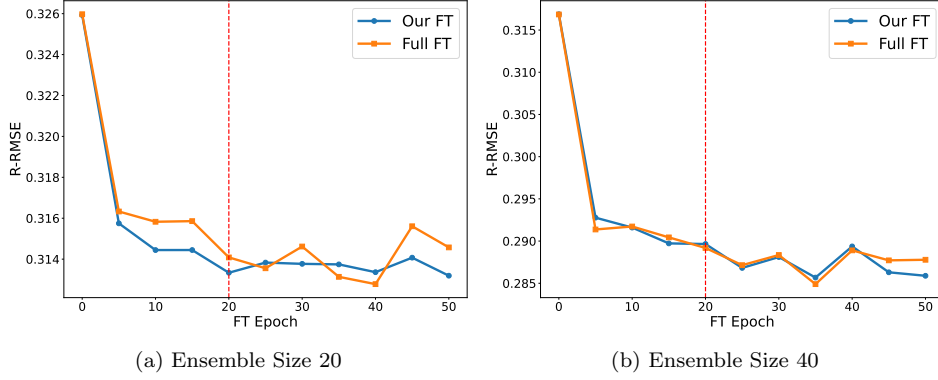 0.326
0.324
0.322
0.320
0.318
0.316
0.314
R-RMSE
0
10
20
30
40
50
FT Epoch
Our FT
Full FT
(a) Ensemble Size 20
0.315
0.310
0.305
0.300
0.295
0.290
0.285
R-RMSE
0
10
20
30
40
50
FT Epoch
Our FT
Full FT
(b) Ensemble Size 40